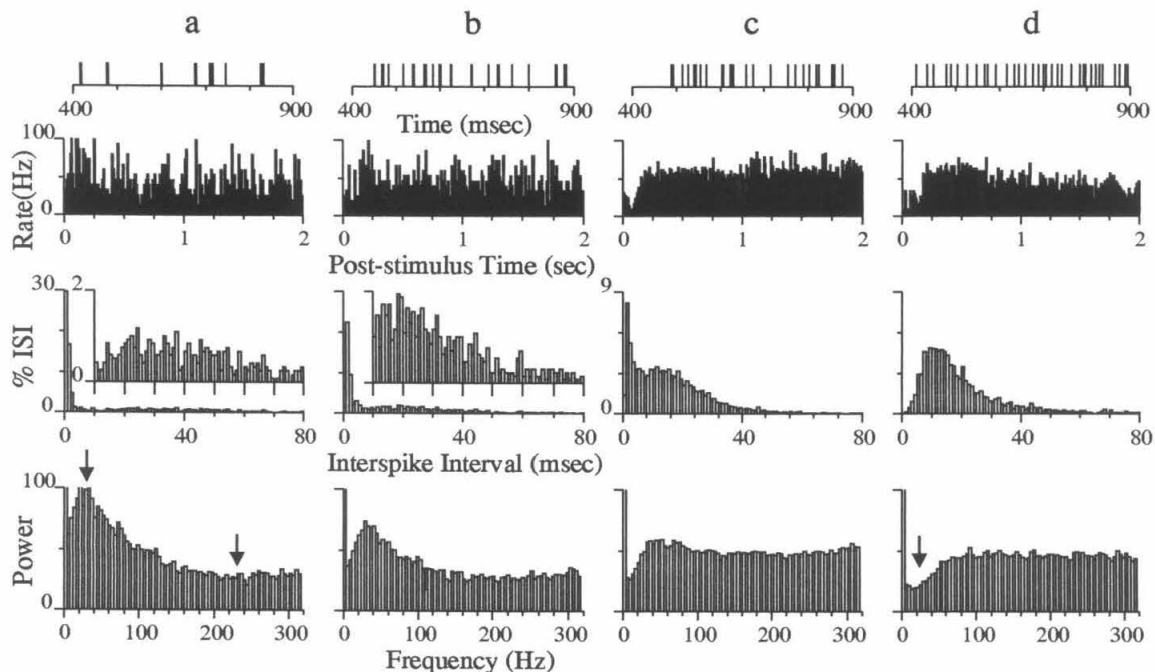 a b c d
400 900 400 900 400 900 400 900
Time (msec)
100
Rate(Hz)
0
0 1 2 0 1 2 0 1 2 0 1 2
Post-stimulus Time (sec)
30 2 9
% ISI
0
0 0
0 40 80 0 40 80 0 40 80 0 40 80
Interspike Interval (msec)
100
Power
0
0 100 200 300 0 100 200 300 0 100 200 300 0 100 200 300
Frequency (Hz)